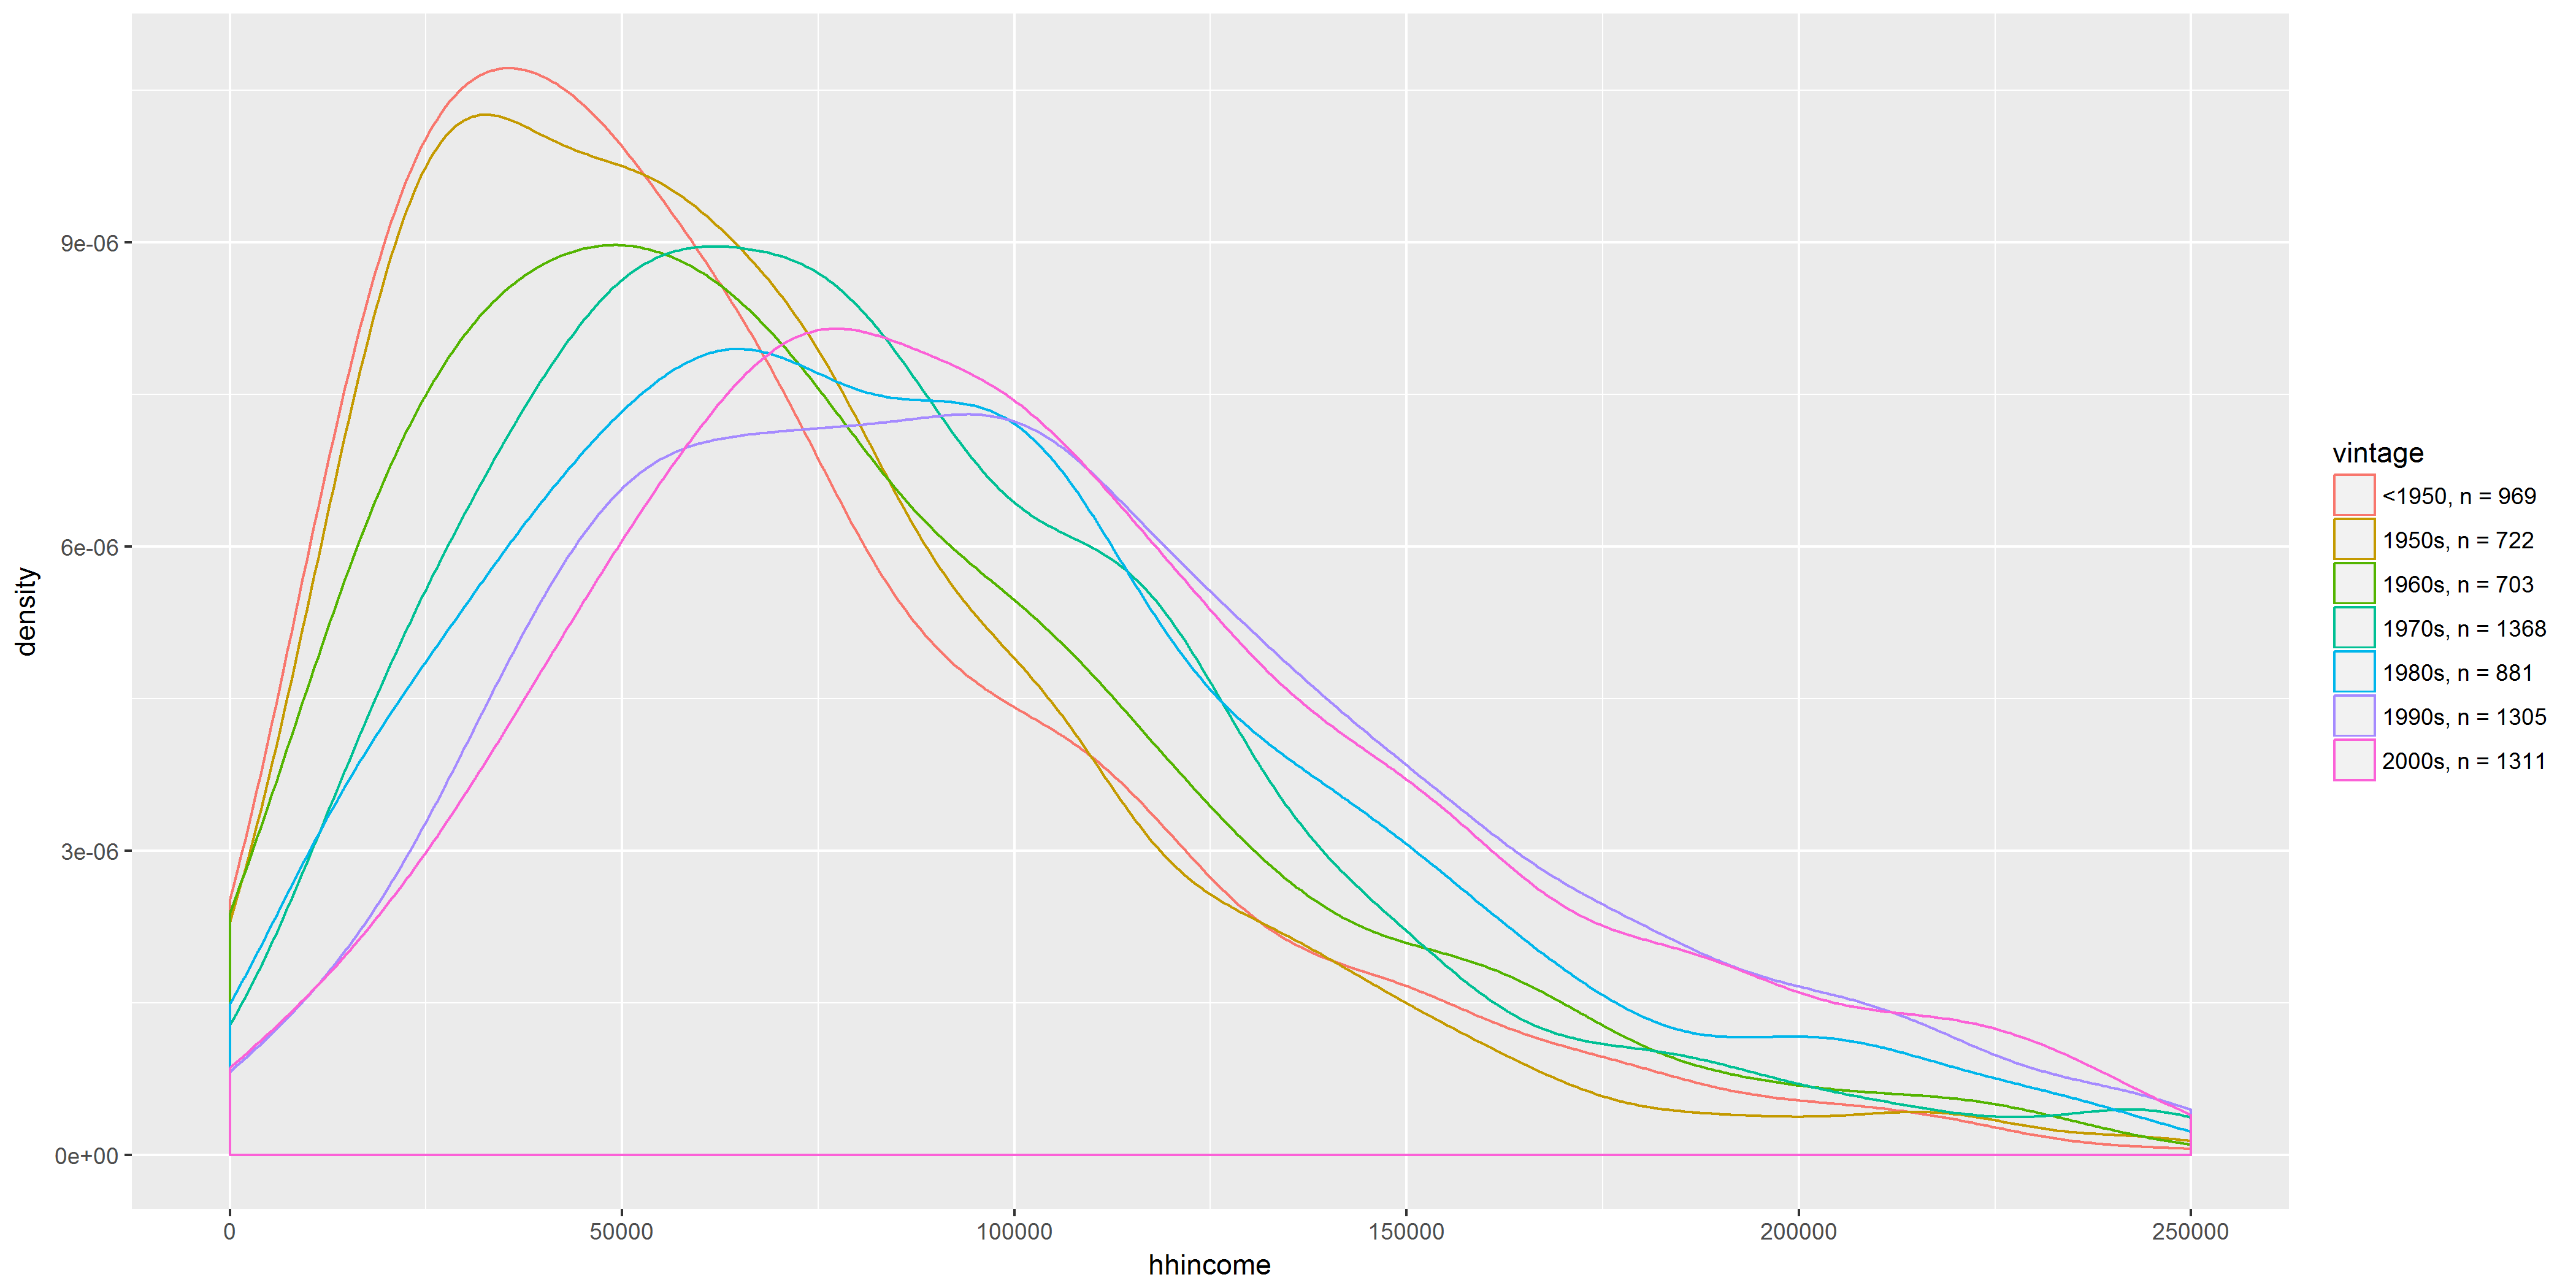 9e-06
6e-06
3e-06
0e+00
density
0
50000
100000
150000
200000
250000
hhincome
vintage
<1950, n = 969
1950s, n = 722
1960s, n = 703
1970s, n = 1368
1980s, n = 881
1990s, n = 1305
2000s, n = 1311